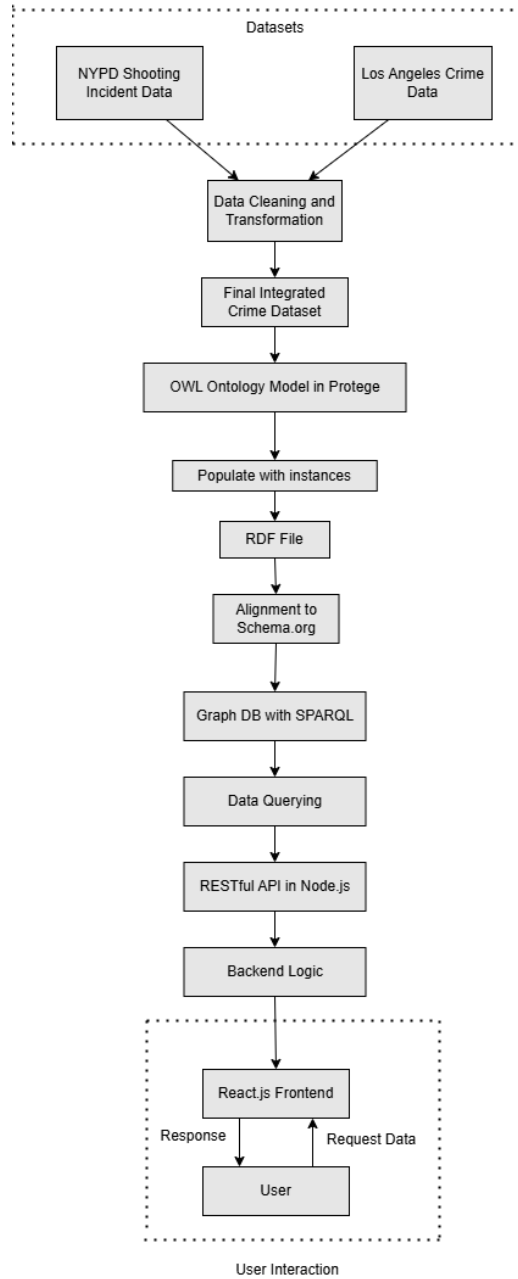 Datasets
NYPD Shooting
Incident Data
Los Angeles Crime
Data
Data Cleaning and
Transformation
Final Integrated
Crime Dataset
OWL Ontology Model in Protege
Populate with instances
RDF File
Alignment to
Schema.org
Graph DB with SPARQL
Data Querying
RESTful API in Node.js
Backend Logic
React.js Frontend
Response
Request Data
User
User Interaction